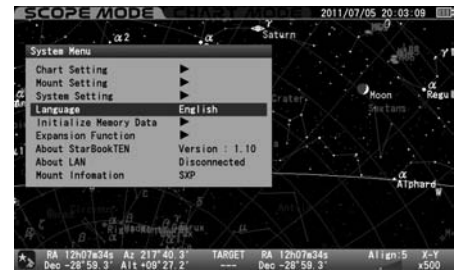 SCOPE MODE CHART MODE 2011/07/05 20:03:09
γ
Saturn
α2
α
System Menu
Chart Setting ▶
Mount Setting ▶
System Setting ▶
Language English
Initialize Memory Data ▶
Expansion Function ▶
About StarBookTEN Version : 1.10
About LAN Disconnected
Mount Infomation SXP
γ1
Moon
α
Regu
Crater
Sextans
α
Alphard
RA 12h07m34s Az 217°40.3' TARGET RA 12h07m34s Align:5 X-Y
Dec -28°59.3' Alt +09°27.2' --- Dec -28°59.3' x500